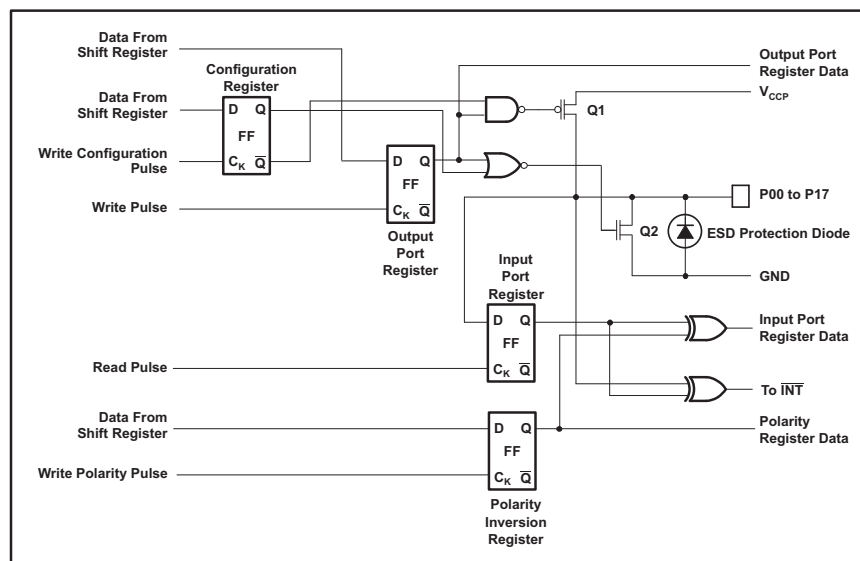 Data From
Shift Register
Configuration
Register
Data From
Shift Register
D Q
FF
Write Configuration
Pulse
CK Q̅
Write Pulse
D Q
FF
CK Q̅
Output
Port
Register
Output Port
Register Data
VCCP
Q1
P00 to P17
Q2
ESD Protection Diode
GND
Input
Port
Register
D Q
FF
Read Pulse
CK Q̅
Input Port
Register Data
To I̅N̅T̅
Data From
Shift Register
D Q
FF
Write Polarity Pulse
CK Q̅
Polarity
Register Data
Polarity
Inversion
Register